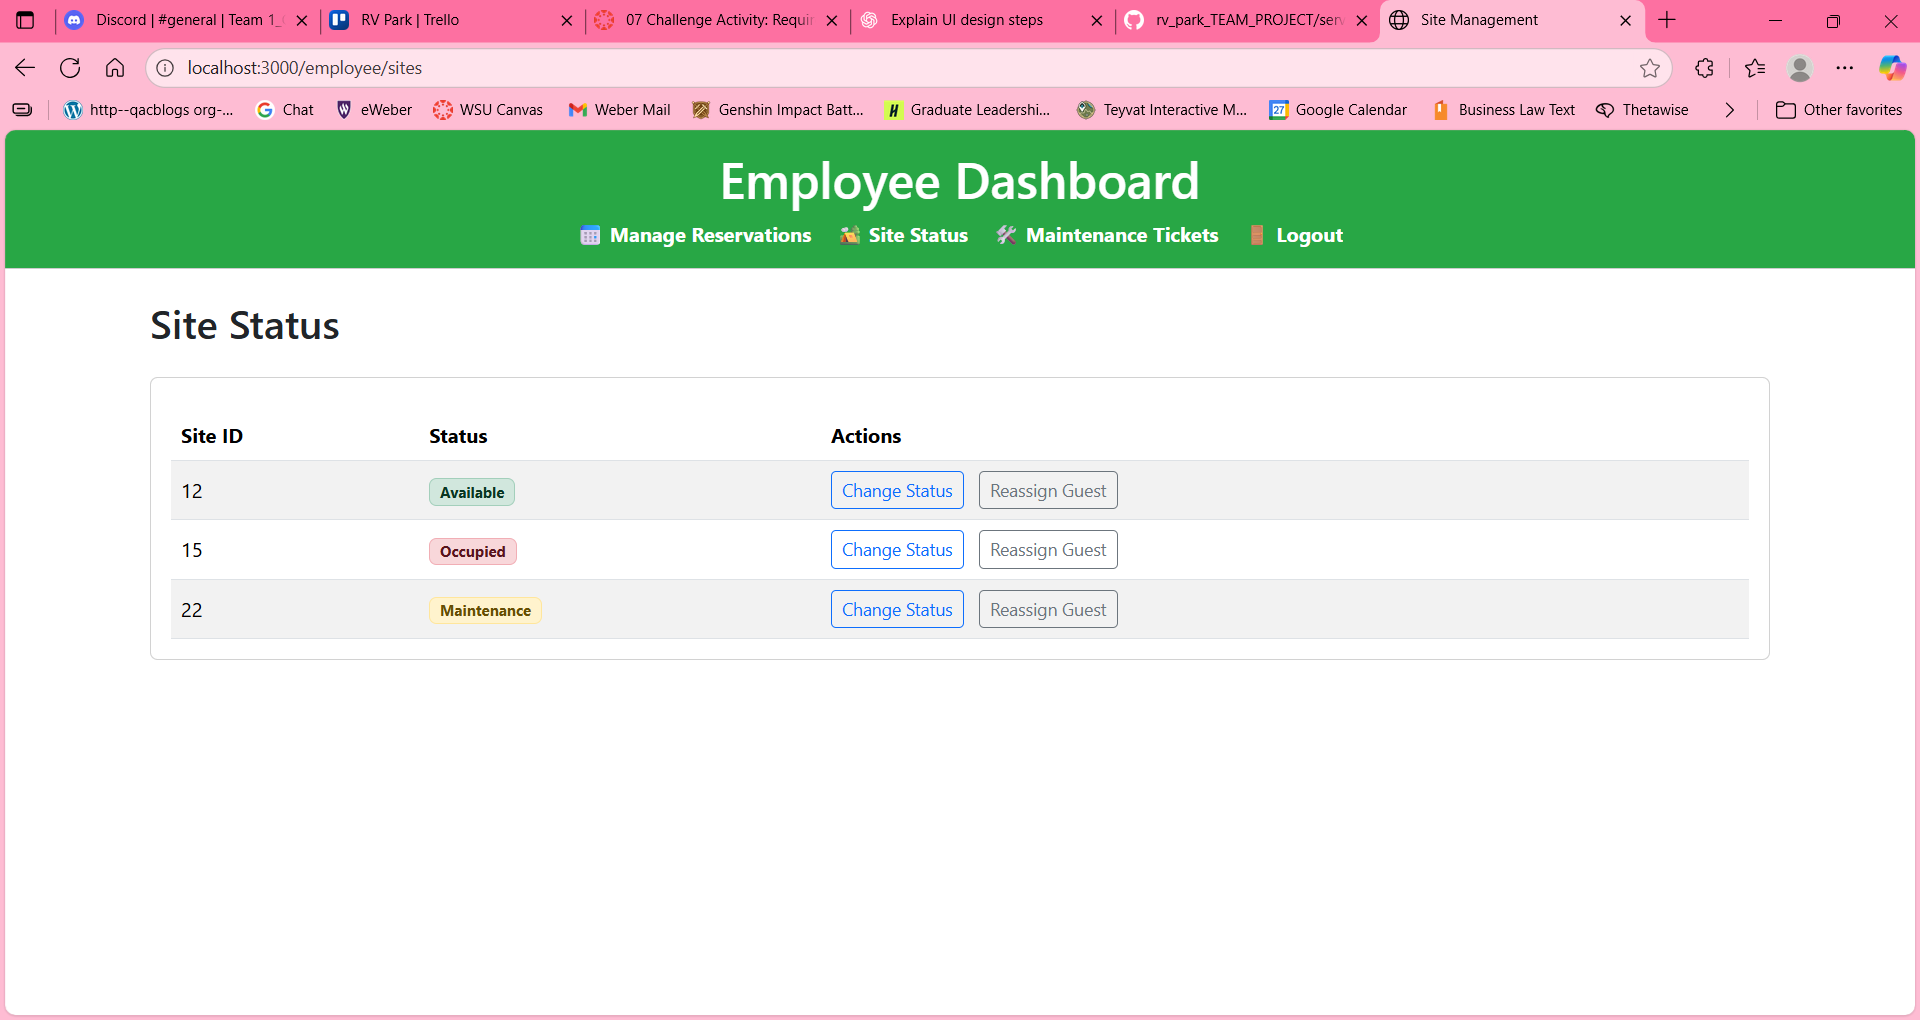 Discord | #general | Team 1_
RV Park | Trello
07 Challenge Activity: Requir
Explain UI design steps
rv_park_TEAM_PROJECT/serv
Site Management
localhost:3000/employee/sites
http--qacblogs org-...
Chat
eWeber
WSU Canvas
Weber Mail
Genshin Impact Batt...
Graduate Leadershi...
Teyvat Interactive M...
27
Google Calendar
Business Law Text
Thetawise
Other favorites
Employee Dashboard
Manage Reservations Site Status Maintenance Tickets Logout
Site Status
Site ID Status Actions
12 Available Change Status Reassign Guest
15 Occupied Change Status Reassign Guest
22 Maintenance Change Status Reassign Guest